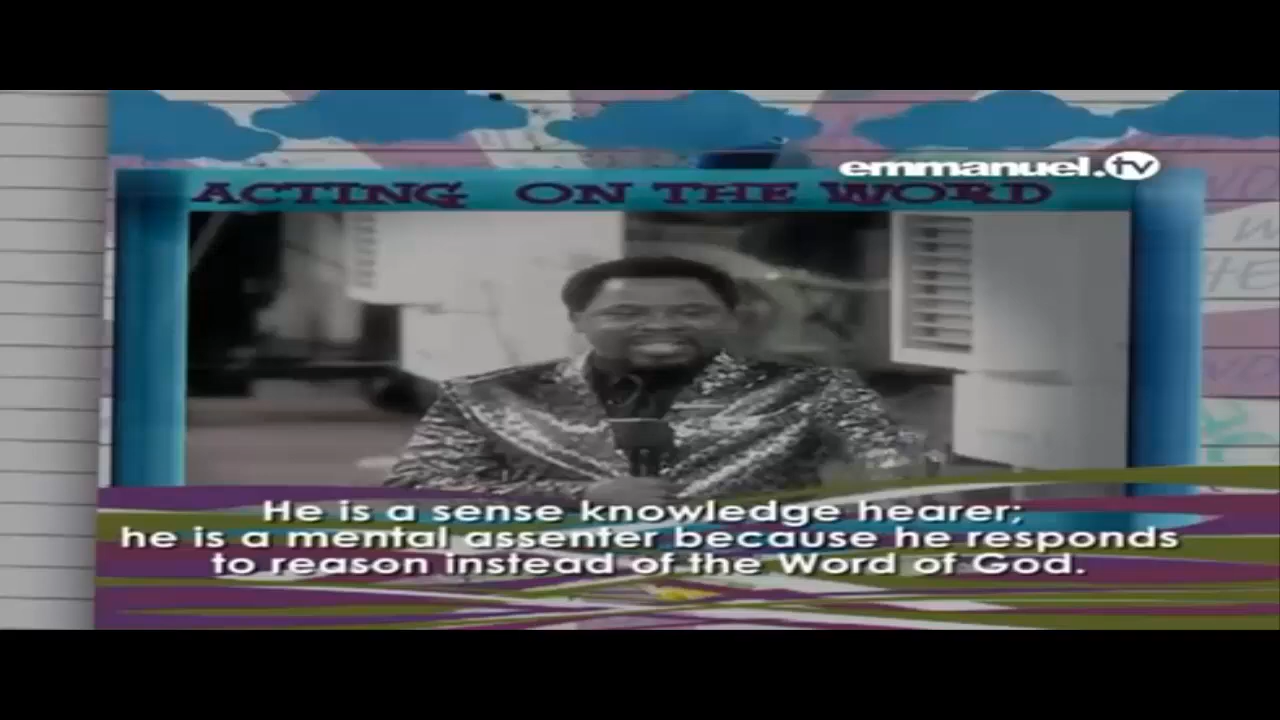 emmanuel.tv
ACTING ON THE WORD
He is a sense knowledge hearer;
he is a mental assenter because he responds
to reason instead of the Word of God.